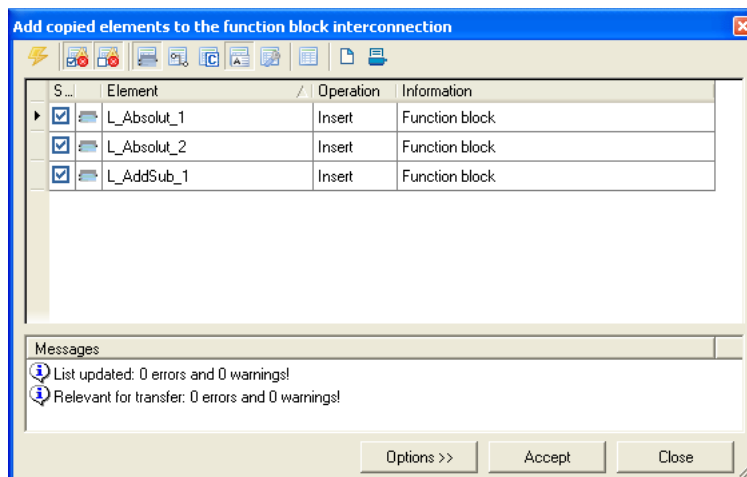 Add copied elements to the function block interconnection
S... Element Operation Information
L_Absolut_1 Insert Function block
L_Absolut_2 Insert Function block
L_AddSub_1 Insert Function block
Messages
List updated: 0 errors and 0 warnings!
Relevant for transfer: 0 errors and 0 warnings!
Options >> Accept Close